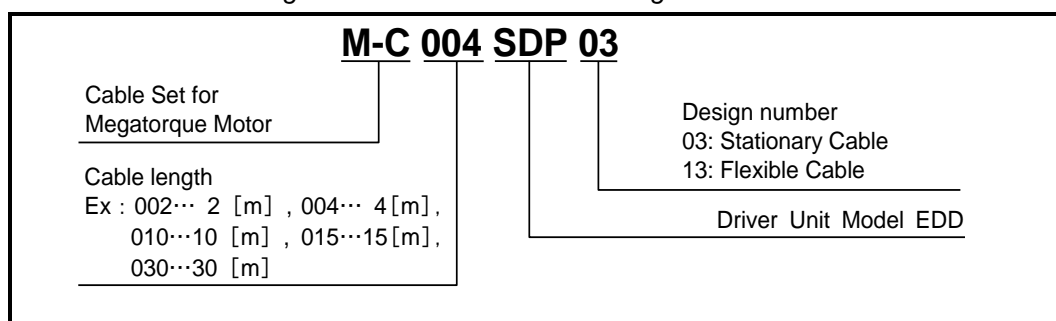 M-C 004 SDP 03
Cable Set for
Megatorque Motor
Cable length
Ex : 002··· 2 [m] , 004··· 4[m],
010···10 [m] , 015···15[m],
030···30 [m]
Design number
03: Stationary Cable
13: Flexible Cable
Driver Unit Model EDD